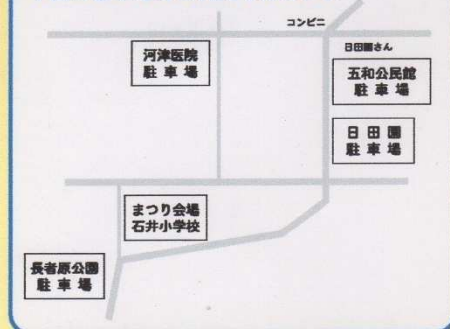 コンビニ
日田園さん
河津医院
駐車場
五和公民館
駐車場
日田園
駐車場
まつり会場
石井小学校
長者原公園
駐車場